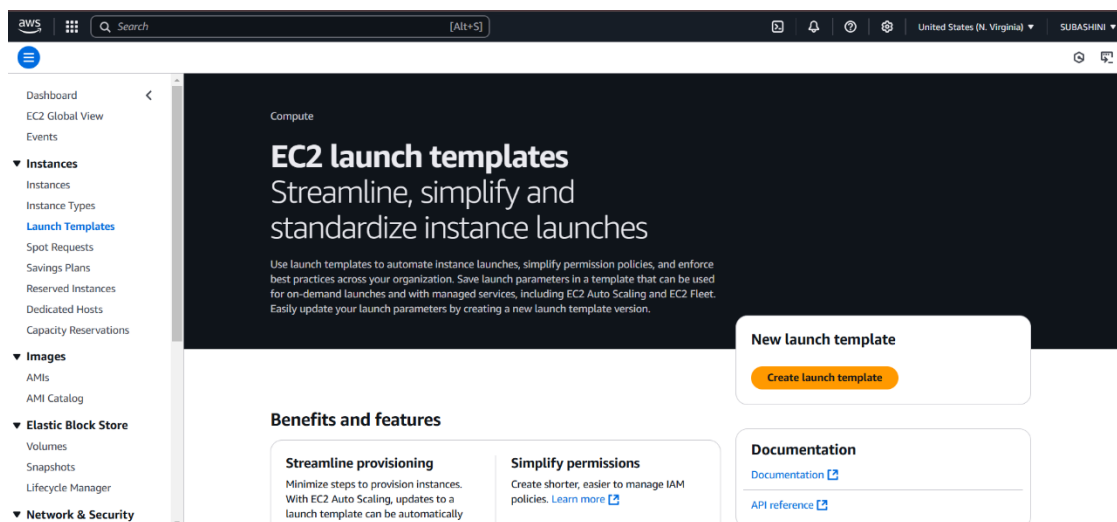 aws
Search
[Alt+S]
United States (N. Virginia)
SUBASHINI
Dashboard
EC2 Global View
Events
Instances
Instances
Instance Types
Launch Templates
Spot Requests
Savings Plans
Reserved Instances
Dedicated Hosts
Capacity Reservations
Images
AMIs
AMI Catalog
Elastic Block Store
Volumes
Snapshots
Lifecycle Manager
Network & Security
Compute
EC2 launch templates
Streamline, simplify and
standardize instance launches
Use launch templates to automate instance launches, simplify permission policies, and enforce
best practices across your organization. Save launch parameters in a template that can be used
for on-demand launches and with managed services, including EC2 Auto Scaling and EC2 Fleet.
Easily update your launch parameters by creating a new launch template version.
New launch template
Create launch template
Benefits and features
Streamline provisioning
Minimize steps to provision instances.
With EC2 Auto Scaling, updates to a
launch template can be automatically
Simplify permissions
Create shorter, easier to manage IAM
policies. Learn more
Documentation
Documentation
API reference